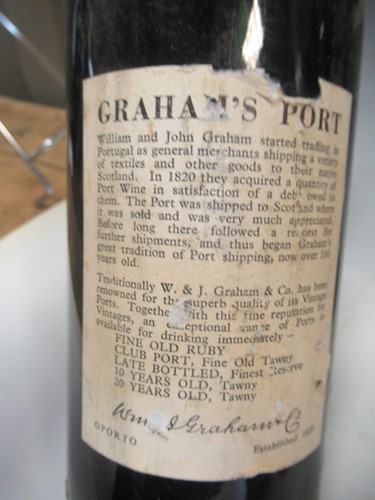 GRAHAM'S PORT
William and John Graham started trading in
Portugal as general merchants shipping a variety
of textiles and other goods to their native
Scotland. In 1820 they acquired a quantity of
Port Wine in satisfaction of a debt owed to
them. The Port was shipped to Scotland where
it was sold and was very much appreciated.
Before long there followed a request for
further shipments, and thus began Graham's
great tradition of Port shipping, now over 160
years old.
Traditionally W. & J. Graham & Co. has been
renowned for the superb quality of its Vintage
Ports. Together with this fine reputation for
Vintages, an exceptional range of Ports is
available for drinking immediately—
FINE OLD RUBY
CLUB PORT, Fine Old Tawny
LATE BOTTLED, Finest Reserve
10 YEARS OLD, Tawny
20 YEARS OLD, Tawny
Wm & J Graham & Co
OPORTO
Established